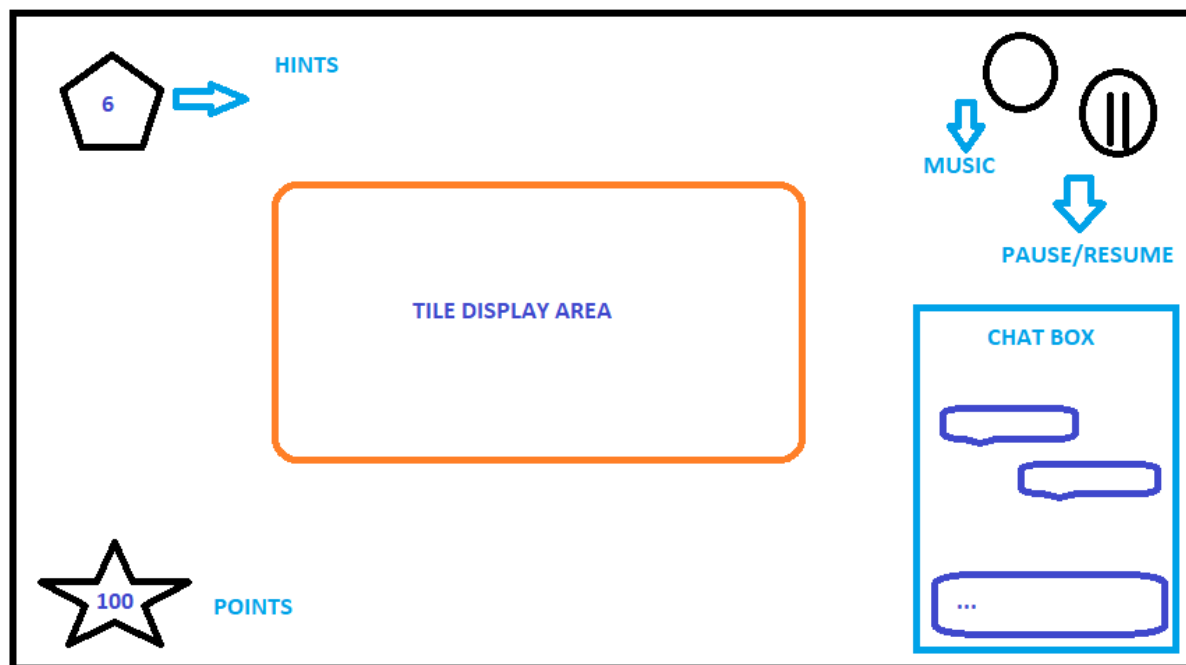 HINTS
6
MUSIC
PAUSE/RESUME
TILE DISPLAY AREA
CHAT BOX
...
100
POINTS